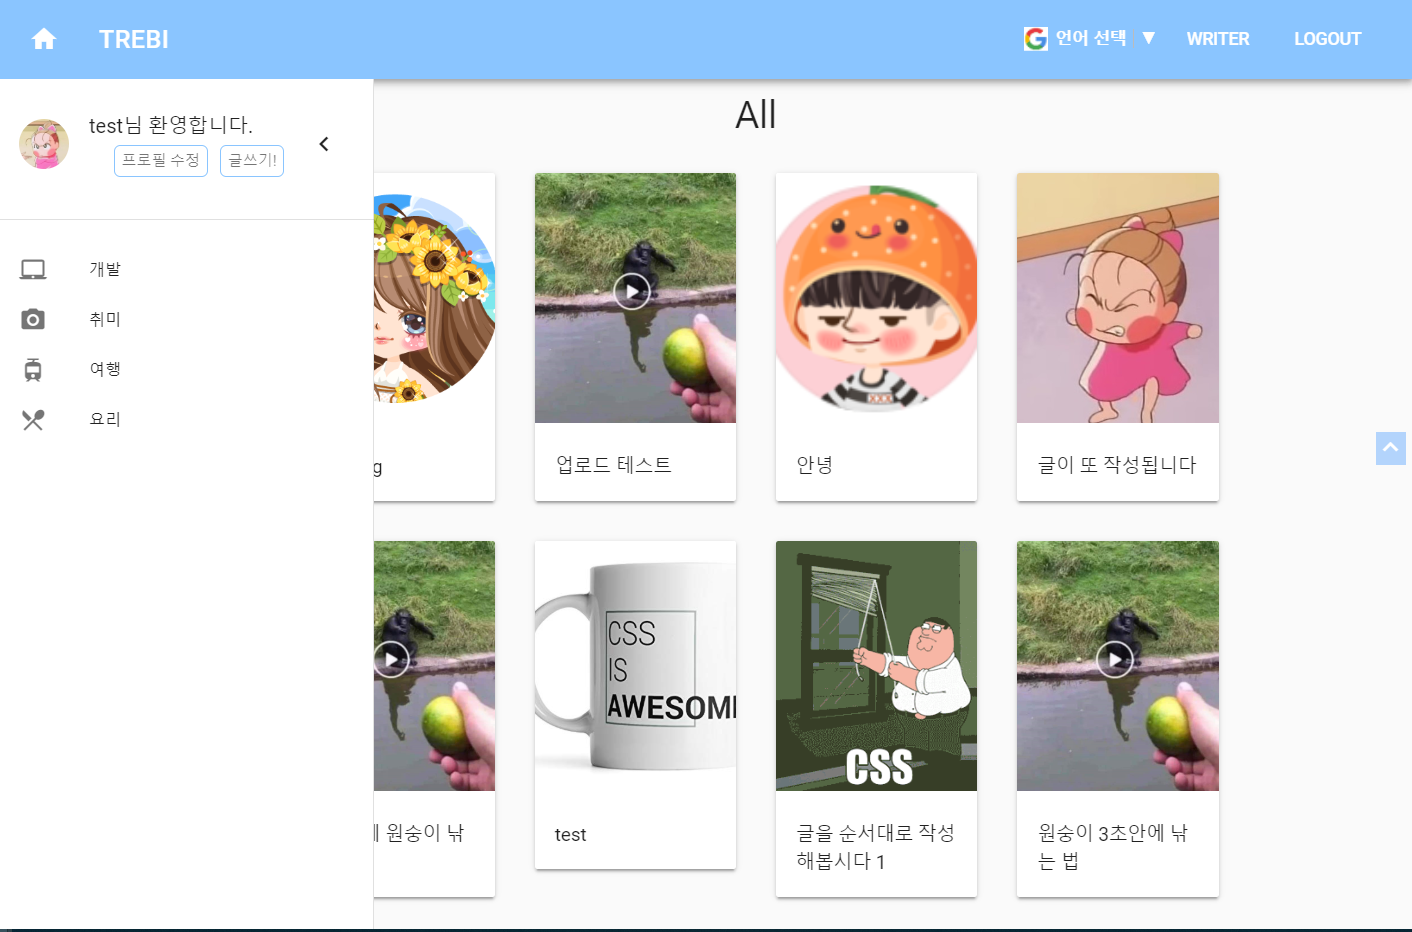 TREBI
언어 선택 ▼
WRITER
LOGOUT
test님 환영합니다.
프로필 수정
글쓰기!
개발
취미
여행
요리
All
g
업로드 테스트
안녕
글이 또 작성됩니다
CSS
IS
AWESOME
CSS
원숭이 낚
test
글을 순서대로 작성
해봅시다 1
원숭이 3초안에 낚
는 법